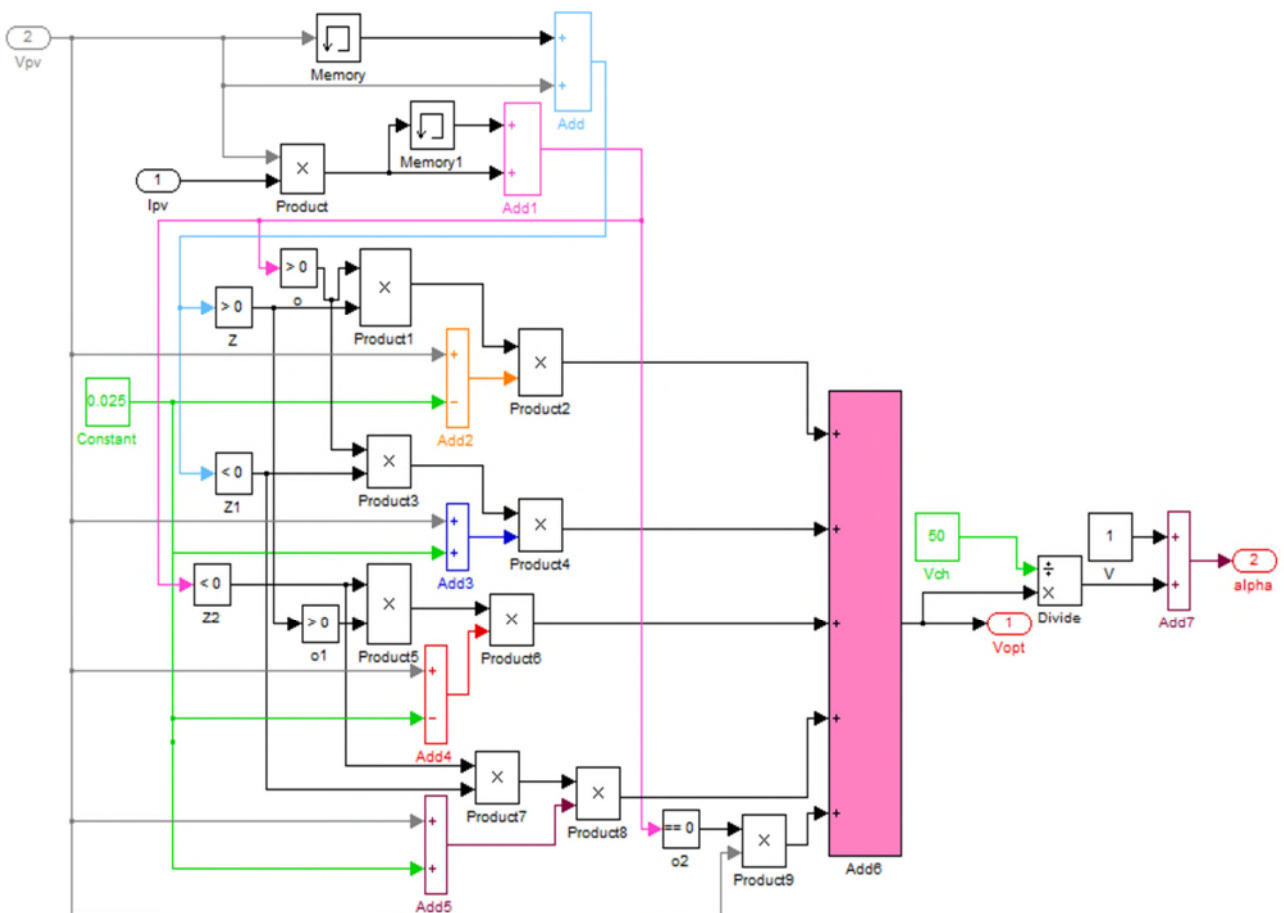 2
Vpv
Memory
+
+
Add
Memory1
+
+
Add1
1
Ipv
×
Product
> 0
o
> 0
Z
×
Product1
+
−
Add2
×
Product2
0.025
Constant
< 0
Z1
×
Product3
+
+
Add3
×
Product4
< 0
Z2
> 0
o1
×
Product5
×
Product6
+
−
Add4
×
Product7
×
Product8
+
+
Add5
== 0
o2
×
Product9
+
+
+
+
+
Add6
50
Vch
1
V
÷
×
Divide
+
+
Add7
2
alpha
1
Vopt